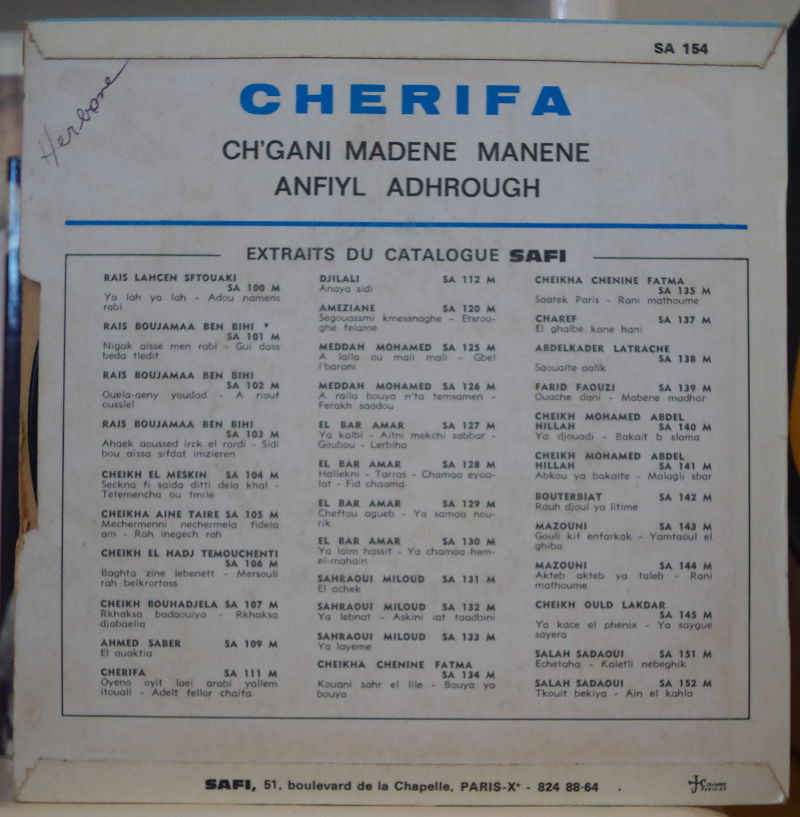 SA 154
Herbone
CHERIFA
CH'GANI MADENE MANENE
ANFIYL ADHROUGH
EXTRAITS DU CATALOGUE SAFI
RAIS LAHCEN SFTOUAKI
SA 100 M
Ya lah ya lah - Adou namens
rabi
RAIS BOUJAMAA BEN BIHI
SA 101 M
Nigak aisse men rabi - Gui dass
beda tledit
RAIS BOUJAMAA BEN BIHI
SA 102 M
Ouela-aeny youdad - A riouf
ousslel
RAIS BOUJAMAA BEN BIHI
SA 103 M
Ahaek aoussed irck el rardi - Sidi
bou aissa sifdat imzieren
CHEIKH EL MESKIN SA 104 M
Seckna fi saida ditti dela khal -
Tetemencha ou tmile
CHEIKHA AINE TAIRE SA 105 M
Mechermenni nechermela fidela
am - Rah inegech rah
CHEIKH EL HADJ TEMOUCHENTI
SA 106 M
Baghta zine lebenett - Mersouli
rah belkrartass
CHEIKH BOUHADJELA SA 107 M
Rkhaksa badaouiya - Rkhaksa
djabaelia
AHMED SABER SA 109 M
El ouaktia
CHERIFA SA 111 M
Oyeno oyit laei arabi yallem
itouali - Adelt fellor chaifa
DJILALI SA 112 M
Anaya sidi
AMEZIANE SA 120 M
Segouassmi kmessnaghe - Etsrou-
ghe felame
MEDDAH MOHAMED SA 125 M
A lalla ou mali mali - Gbel
l'barani
MEDDAH MOHAMED SA 126 M
A ralla bouya n'ta temsamen -
Ferakh saadou
EL BAR AMAR SA 127 M
Ya kalbi - Aitni mekchi sabbar -
Goubou - Lerbiha
EL BAR AMAR SA 128 M
Hallekni - Tarras - Chamaa eyaa-
lat - Fid chaama
EL BAR AMAR SA 129 M
Cheftou agueb - Ya samaa nou-
rik
EL BAR AMAR SA 130 M
Ya laim hassit - Ya chamaa hem-
el-mahain
SAHRAOUI MILOUD SA 131 M
El achek
SAHRAOUI MILOUD SA 132 M
Ya lebnat - Askini lat taadbini
SAHRAOUI MILOUD SA 133 M
Ya layeme
CHEIKHA CHENINE FATMA
SA 134 M
Kouani sahr el lile - Bouya ya
bouya
CHEIKHA CHENINE FATMA
SA 135 M
Saatek Paris - Rani mathoume
CHAREF SA 137 M
El ghalbe kane hani
ABDELKADER LATRACHE
SA 138 M
Saoualte aalik
FARID FAOUZI SA 139 M
Ouache dani - Mabene madhar
CHEIKH MOHAMED ABDEL
HILLAH SA 140 M
Ya djouadi - Bakait b slama
CHEIKH MOHAMED ABDEL
HILLAH SA 141 M
Abkou ya bakaite - Malagli sbar
BOUTERBIAT SA 142 M
Rauh djoul ya litime
MAZOUNI SA 143 M
Gouli kif enfarkak - Yamtaoul el
ghiba
MAZOUNI SA 144 M
Akteb akteb ya taleb - Rani
mathoume
CHEIKH OULD LAKDAR
SA 145 M
Ya kace el phenix - Ya saygue
sayera
SALAH SADAOUI SA 151 M
Echetaha - Kaletli nebeghik
SALAH SADAOUI SA 152 M
Tkouit bekiya - Ain el kahla
SAFI, 51, boulevard de la Chapelle, PARIS-Xe - 824 88-64